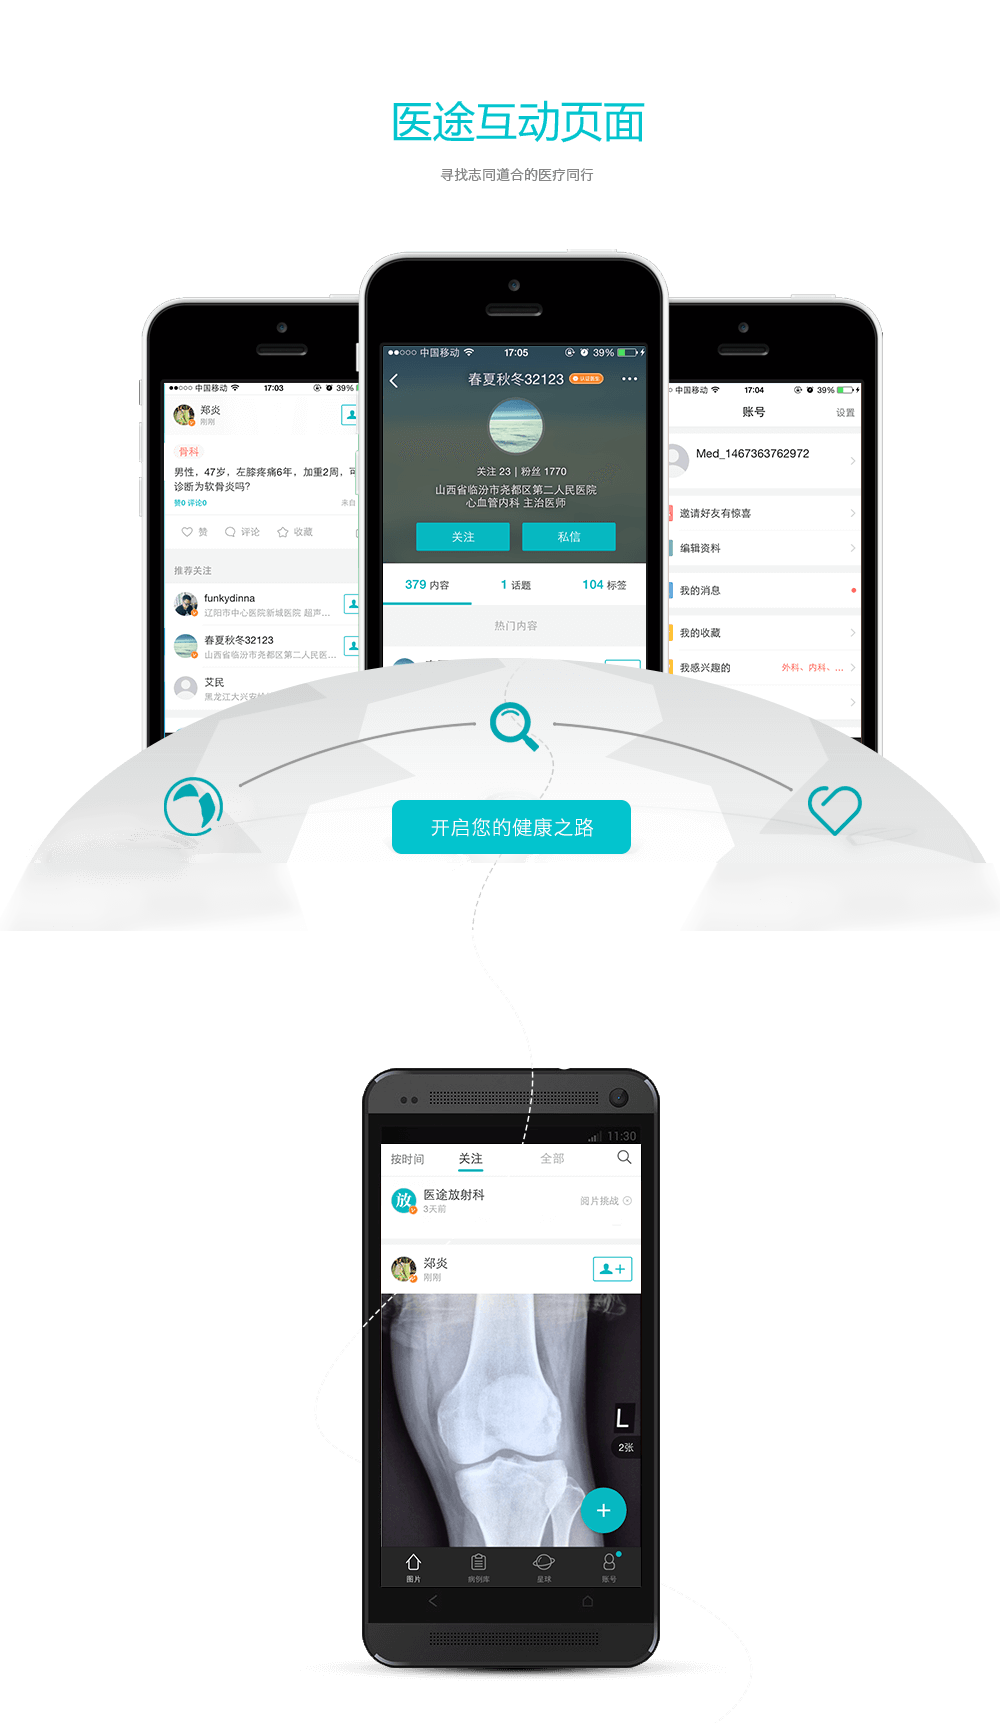 医途互动页面
寻找志同道合的医疗同行
中国移动 17:03 39%
郑炎
刚刚
骨科
男性，47岁，左膝疼痛6年，加重2周，可
诊断为软骨炎吗?
赞0 评论0 来自
赞 评论 收藏
推荐关注
funkydinna
辽阳市中心医院新城医院 超声...
春夏秋冬32123
山西省临汾市尧都区第二人民医...
艾民
黑龙江大兴安
中国移动 17:05 39%
春夏秋冬32123 认证医生
关注 23 | 粉丝 1770
山西省临汾市尧都区第二人民医院
心血管内科 主治医师
关注 私信
379 内容 1 话题 104 标签
热门内容
中国移动 17:04 39%
账号 设置
Med_1467363762972
邀请好友有惊喜
编辑资料
我的消息
我的收藏
我感兴趣的 外科、内科、...
开启您的健康之路
11:30
按时间 关注 全部
放 医途放射科
3天前 阅片挑战
郑炎
刚刚
L
2张
图片 病例库 星球 账号